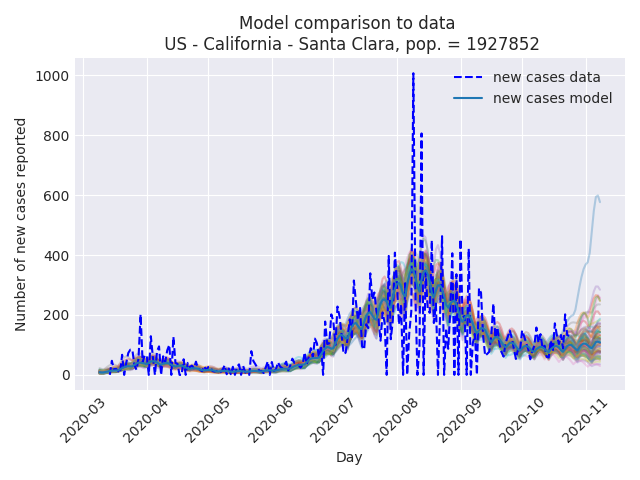 Model comparison to data
US - California - Santa Clara, pop. = 1927852
new cases data
new cases model
Number of new cases reported
1000
800
600
400
200
0
2020-03
2020-04
2020-05
2020-06
2020-07
2020-08
2020-09
2020-10
2020-11
Day